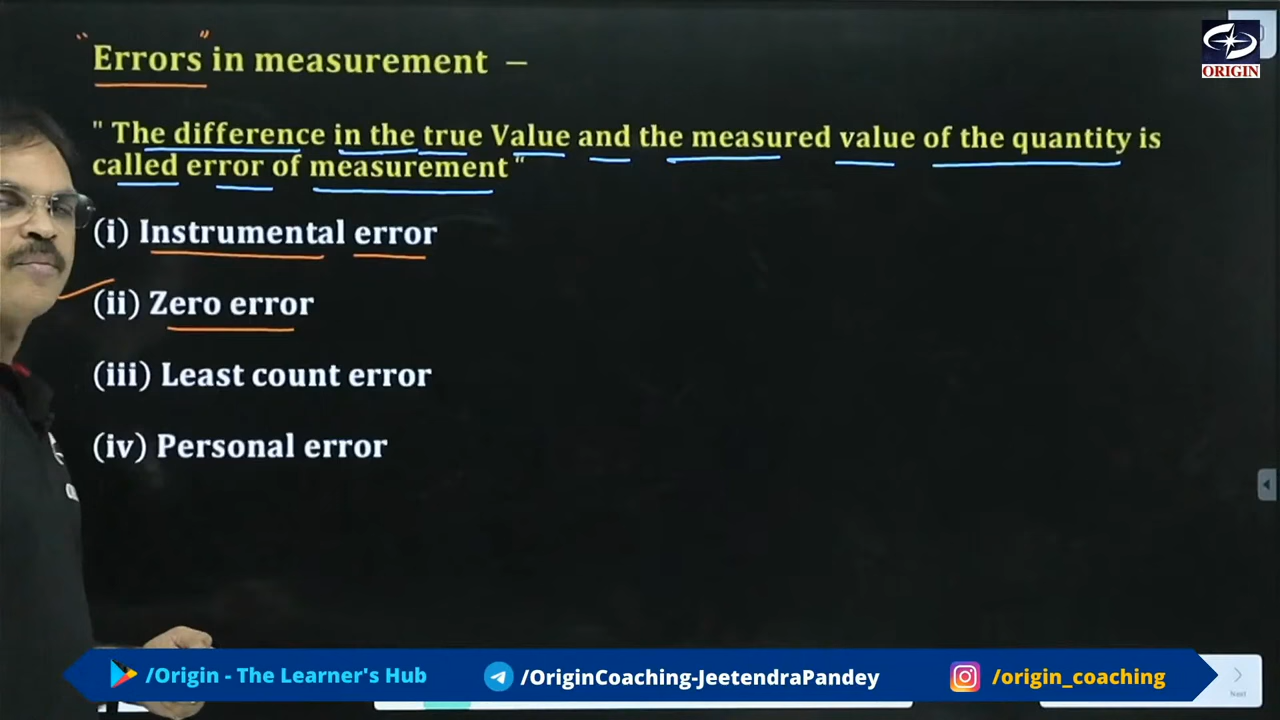 "Errors" in measurement –
" The difference in the true Value and the measured value of the quantity is
called error of measurement "
(i) Instrumental error
(ii) Zero error
(iii) Least count error
(iv) Personal error
ORIGIN
/Origin - The Learner's Hub
/OriginCoaching-JeetendraPandey
/origin_coaching
Next